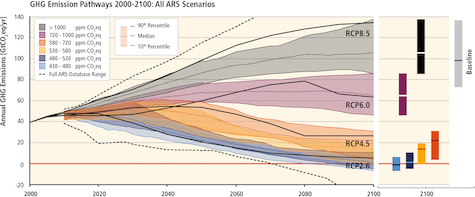 GHG Emission Pathways 2000-2100: All AR5 Scenarios
Annual GHG Emissions [GtCO₂eq/yr]
140
120
100
80
60
40
20
0
-20
> 1000 ppm CO₂eq
720 - 1000 ppm CO₂eq
580 - 720 ppm CO₂eq
530 - 580 ppm CO₂eq
480 - 530 ppm CO₂eq
430 - 480 ppm CO₂eq
Full AR5 Database Range
90ᵗʰ Percentile
Median
10ᵗʰ Percentile
RCP8.5
RCP6.0
RCP4.5
RCP2.6
2000
2020
2040
2060
2080
2100
2100
Baseline